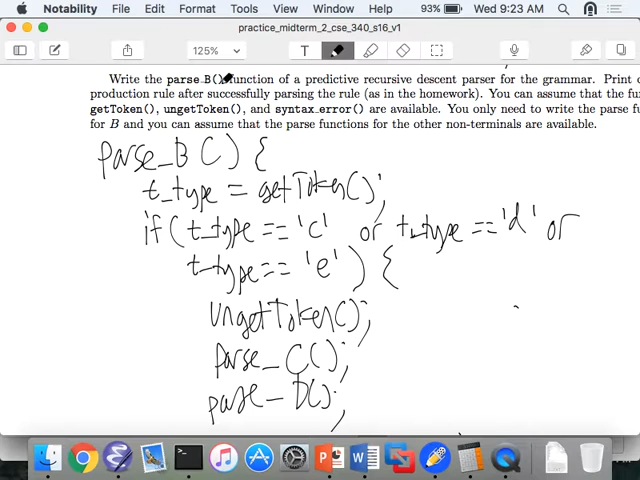 Notability File Edit View Window Help 93% Wed 9:23 AM
practice_midterm_2_cse_340_s16_v1
125%
Write the parse_B() function of a predictive recursive descent parser for the grammar. Print
production rule after successfully parsing the rule (as in the homework). You can assume that the fu
getToken(), ungetToken(), and syntax_error() are available. You only need to write the parse fu
for B and you can assume that the parse functions for the other non-terminals are available.
parse_B() {
t_type = getToken();
if( t_type == 'c' or t_type == 'd' or
t_type == 'e' ) {
ungetToken();
parse_C();
parse_D();